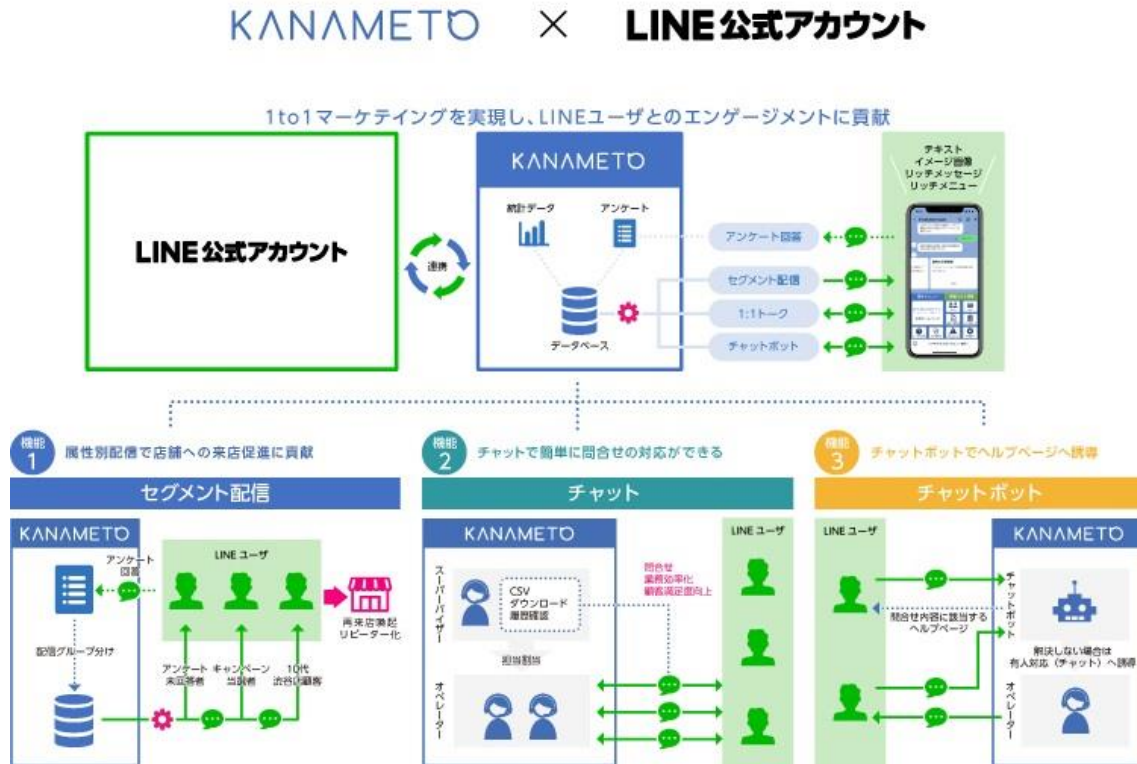 KANAMETO × LINE公式アカウント
1to1マーケテイングを実現し、LINEユーザとのエンゲージメントに貢献
LINE公式アカウント
連携
KANAMETO
統計データ
アンケート
データベース
アンケート回答
セグメント配信
1:1トーク
チャットボット
テキスト
イメージ画像
リッチメッセージ
リッチメニュー
機能
1
属性別配信で店舗への来店促進に貢献
セグメント配信
KANAMETO
アンケート
回答
配信グループ分け
LINE ユーザ
再来店喚起
リピーター化
アンケート
未回答者
キャンペーン
当選者
10代
渋谷店顧客
機能
2
チャットで簡単に問合せの対応ができる
チャット
KANAMETO
スーパーバイザー
CSV
ダウンロード
履歴確認
担当割当
オペレーター
問合せ
業務効率化
顧客満足度向上
LINE ユーザ
機能
3
チャットボットでヘルプページへ誘導
チャットボット
LINE ユーザ
KANAMETO
チャットボット
問合せ内容に該当する
ヘルプページ
解決しない場合は
有人対応（チャット）へ誘導
オペレーター